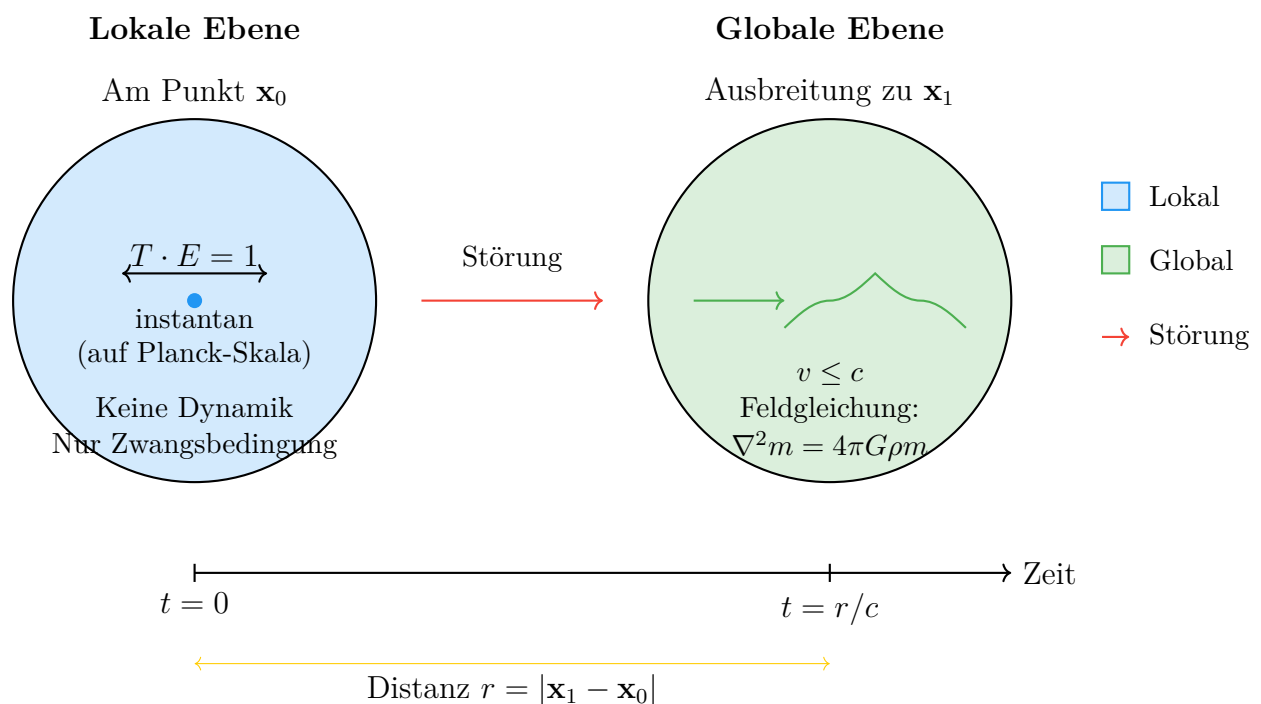 Lokale Ebene
Am Punkt x₀
T · E = 1
instantan
(auf Planck-Skala)
Keine Dynamik
Nur Zwangsbedingung
Störung
Globale Ebene
Ausbreitung zu x₁
v ≤ c
Feldgleichung:
∇²m = 4πGρm
Lokal
Global
Störung
Zeit
t = 0
t = r/c
Distanz r = |x₁ − x₀|